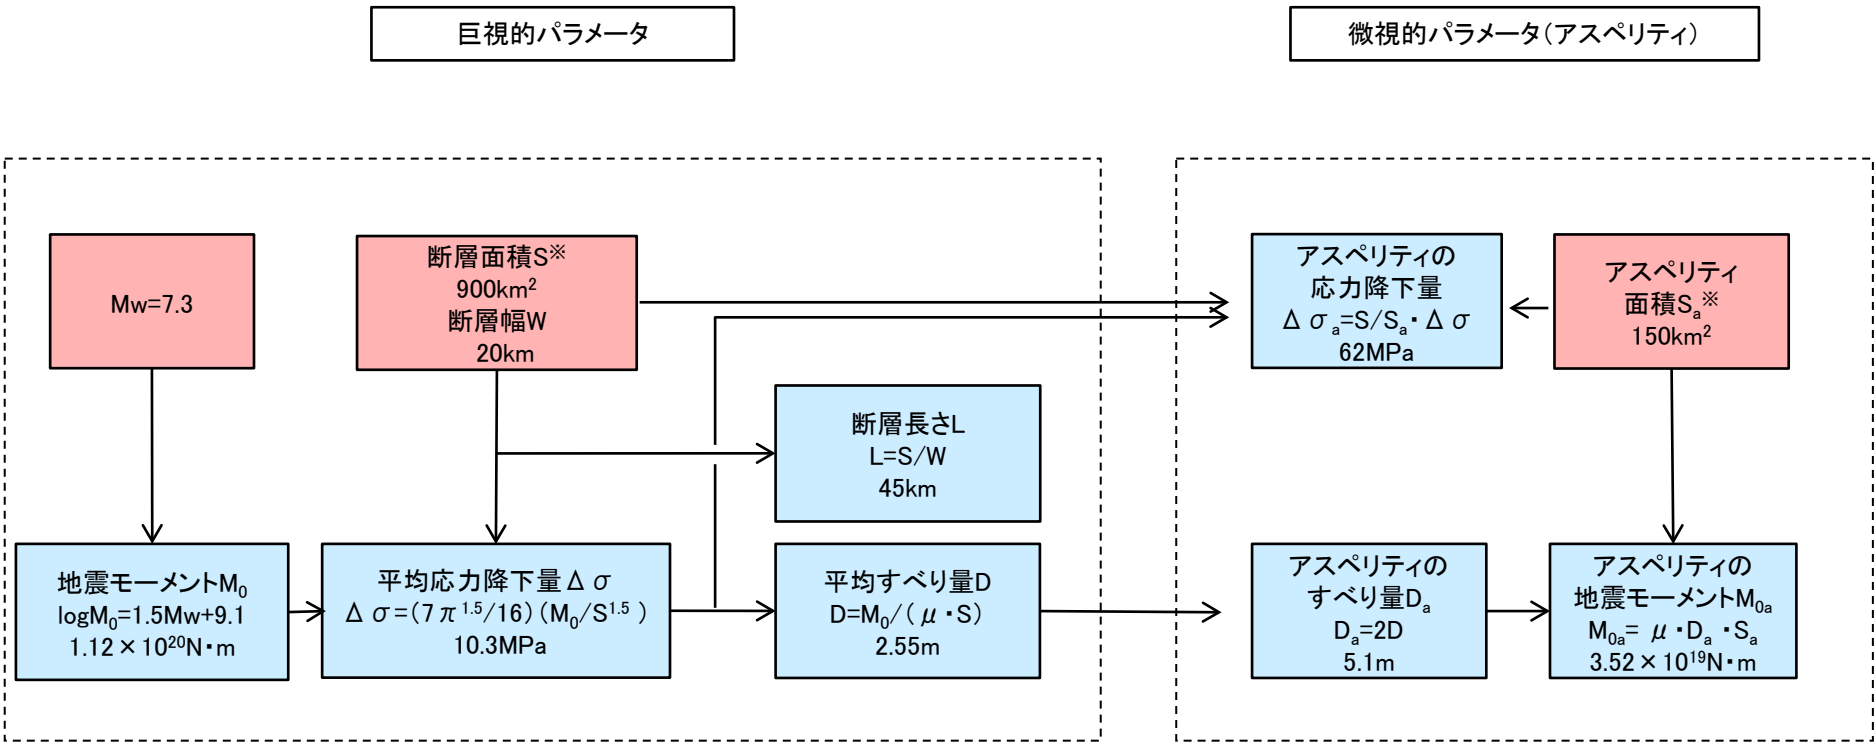 巨視的パラメータ
微視的パラメータ(アスペリティ)
Mw=7.3
断層面積S※
900km²
断層幅W
20km
アスペリティの
応力降下量
Δσₐ=S/Sₐ・Δσ
62MPa
アスペリティ
面積Sₐ※
150km²
断層長さL
L=S/W
45km
地震モーメントM₀
logM₀=1.5Mw+9.1
1.12×10²⁰N・m
平均応力降下量Δσ
Δσ=(7π¹·⁵/16)(M₀/S¹·⁵)
10.3MPa
平均すべり量D
D=M₀/(μ・S)
2.55m
アスペリティの
すべり量Dₐ
Dₐ=2D
5.1m
アスペリティの
地震モーメントM₀ₐ
M₀ₐ= μ・Dₐ・Sₐ
3.52×10¹⁹N・m